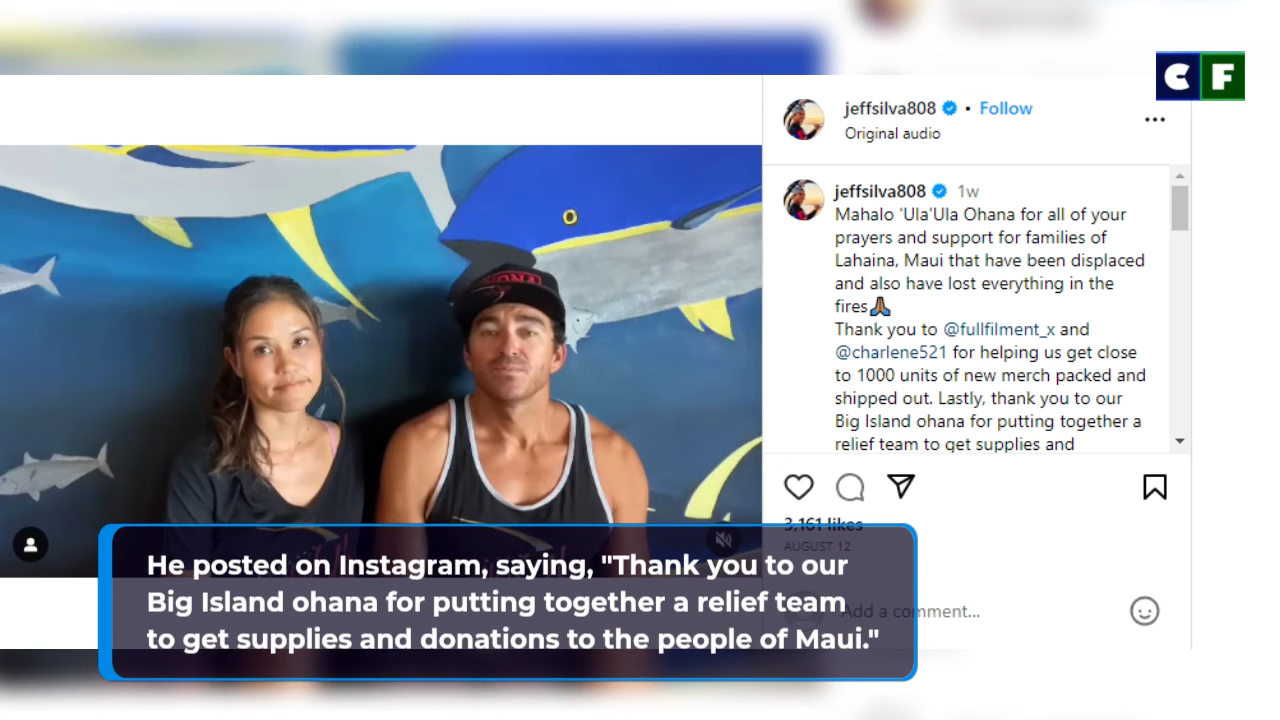 C F
jeffsilva808 • Follow
Original audio
...
jeffsilva808 1w
Mahalo 'Ula'Ula Ohana for all of your
prayers and support for families of
Lahaina, Maui that have been displaced
and also have lost everything in the
fires🙏🏽
Thank you to @fullfilment_x and
@charlene521 for helping us get close
to 1000 units of new merch packed and
shipped out. Lastly, thank you to our
Big Island ohana for putting together a
relief team to get supplies and
3,161 likes
AUGUST 12
Add a comment...
He posted on Instagram, saying, "Thank you to our
Big Island ohana for putting together a relief team
to get supplies and donations to the people of Maui."